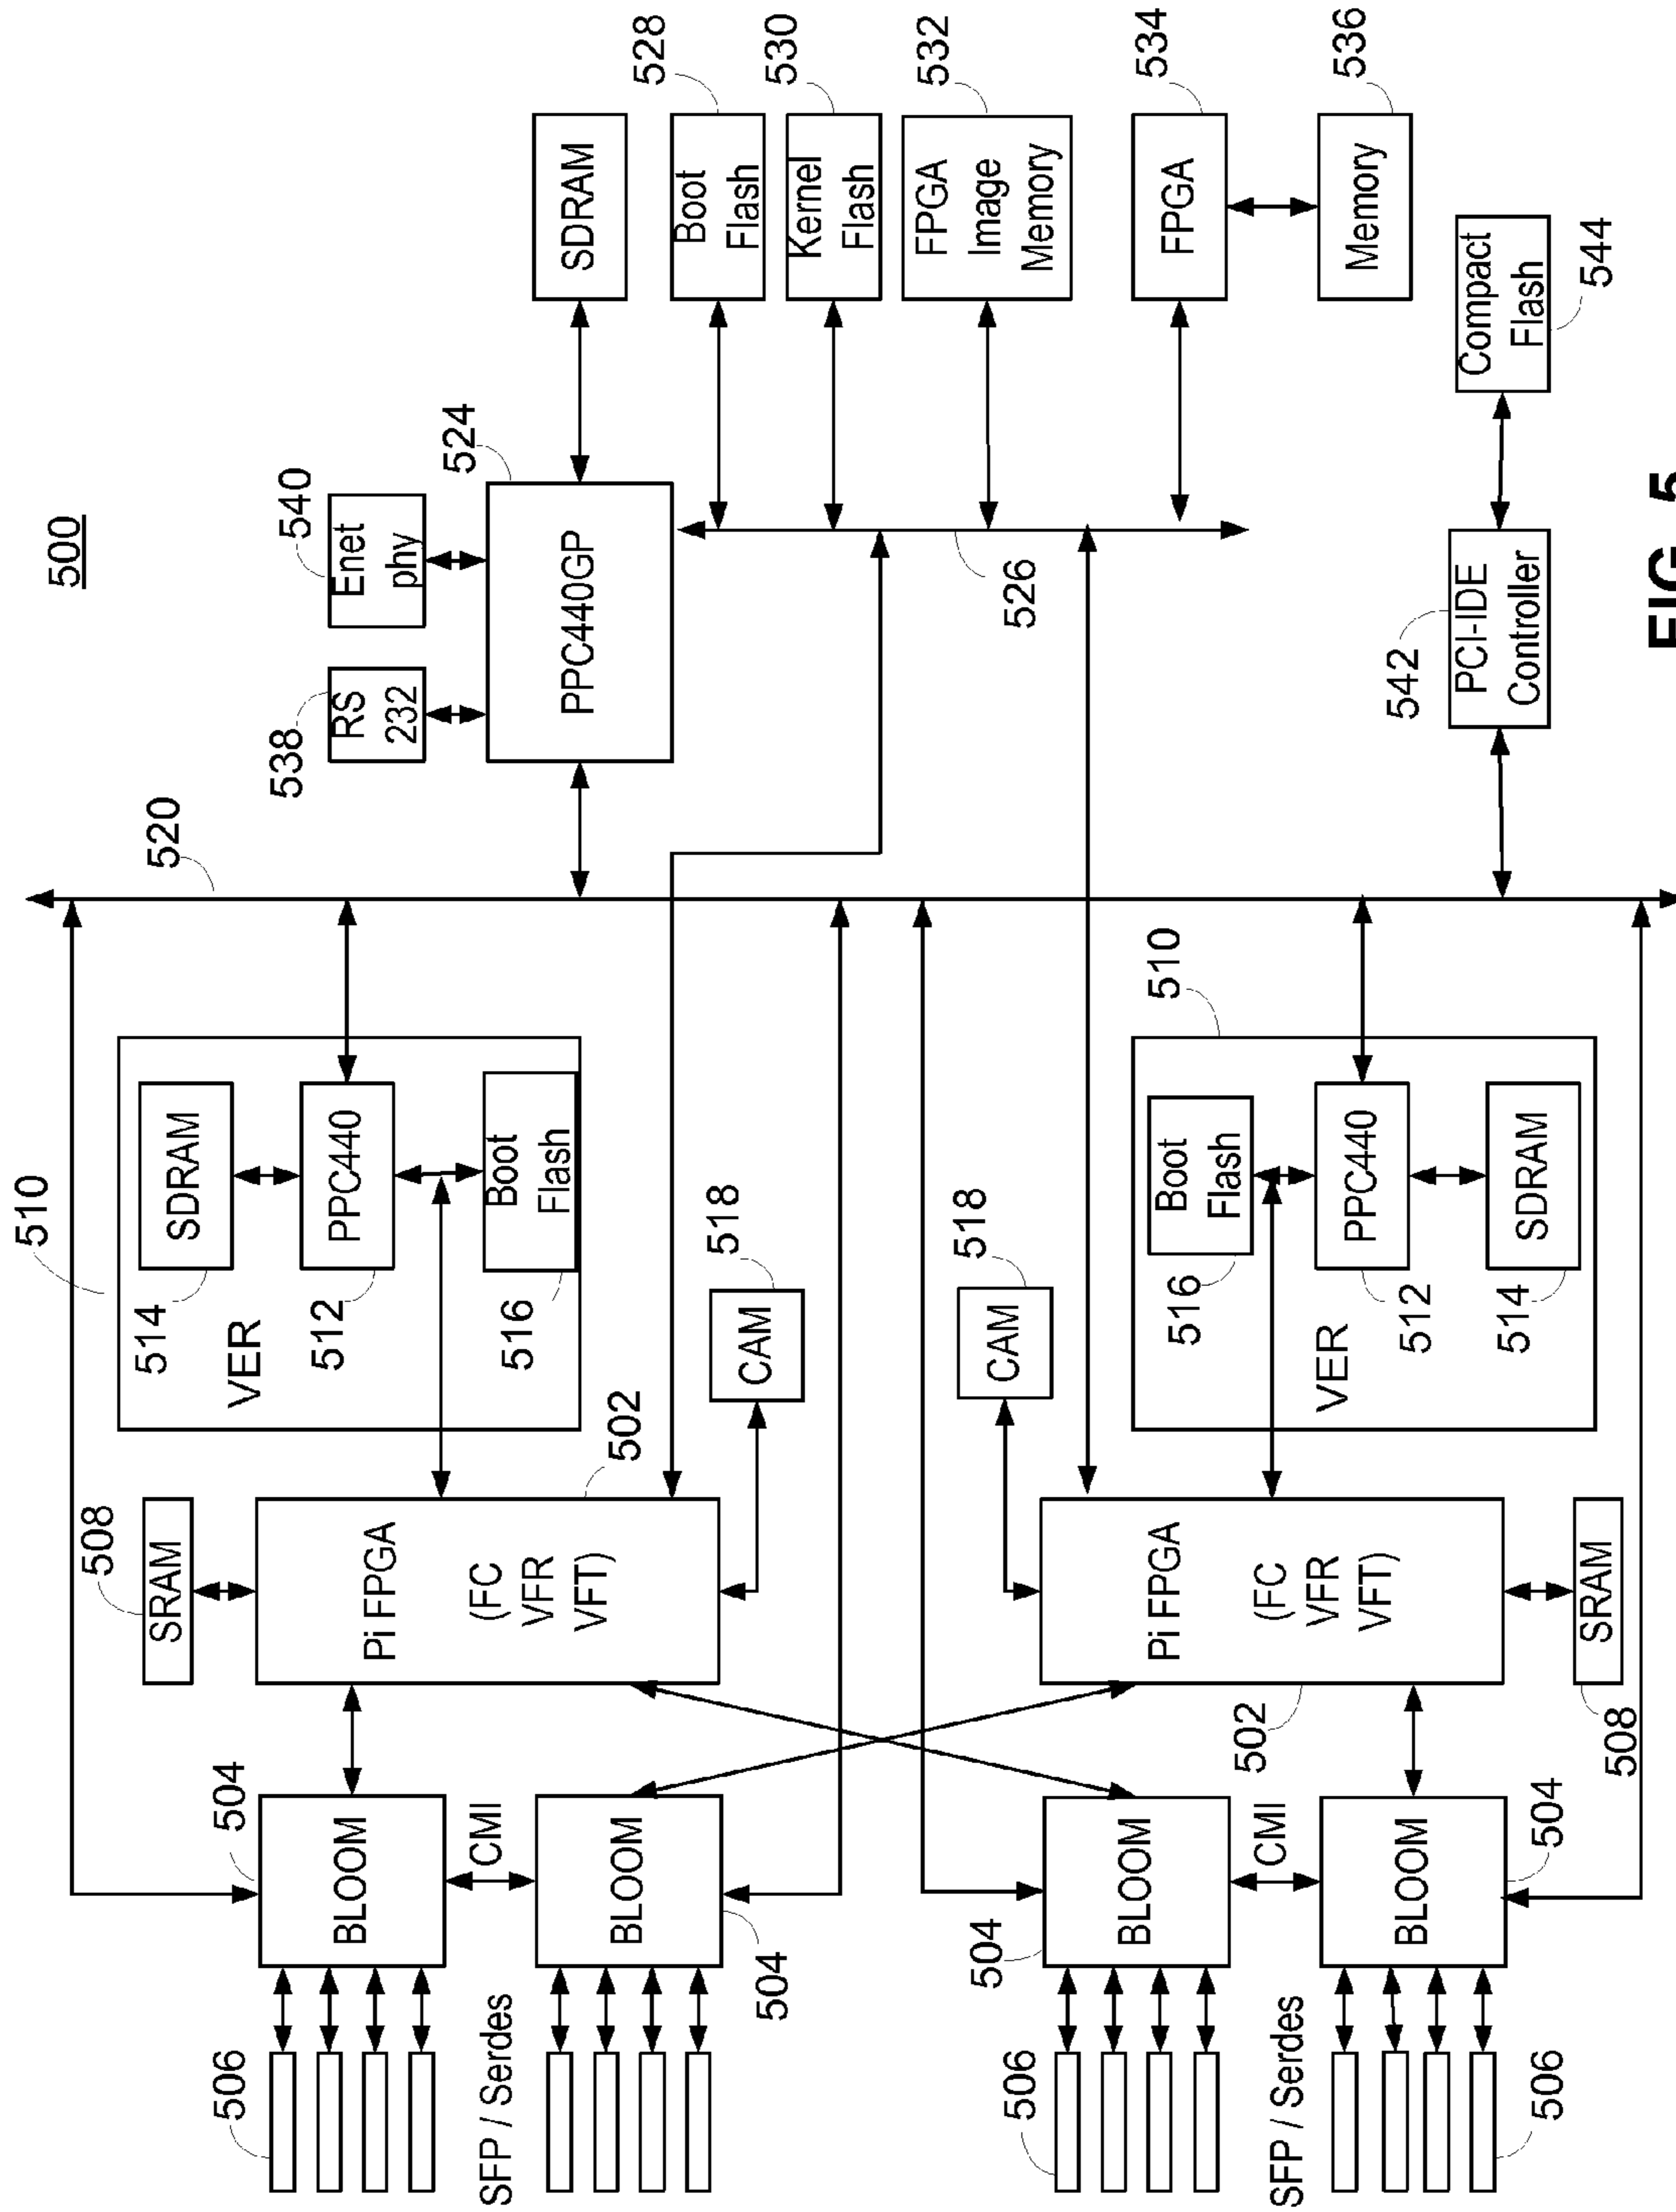 500
510
520
540
Enet
phy
538
RS
232
524
PPC440GP
SDRAM
528
Boot
Flash
530
Kernel
Flash
532
FPGA
Image
Memory
534
FPGA
536
Memory
526
542
PCI-IDE
Controller
Compact
Flash
544
506
SFP / Serdes
504
BLOOM
CMI
BLOOM
504
508
SRAM
Pi FPGA
(FC
VFR
VFT)
502
514
SDRAM
VER
512
PPC440
516
Boot
Flash
518
CAM
506
SFP / Serdes
506
504
BLOOM
CMI
BLOOM
504
518
CAM
Pi FPGA
(FC
VFR
VFT)
502
SRAM
508
510
516
Boot
Flash
VER
512
PPC440
514
SDRAM
FIG. 5